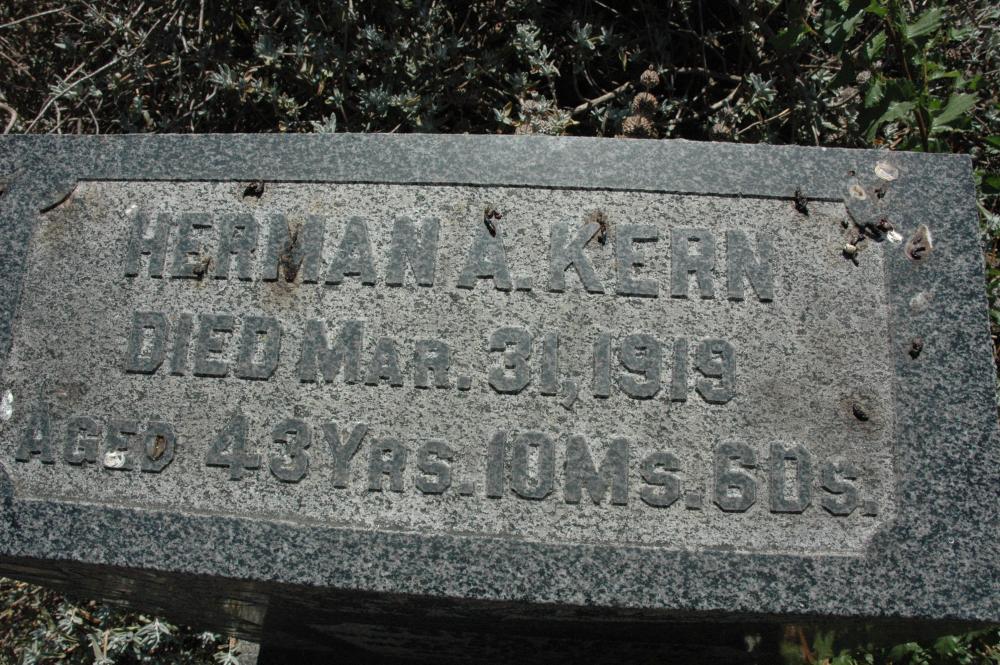 HERMAN A. KERN
DIED MAR. 31, 1919
AGED 43 YRS. 10 MS. 6 DS.